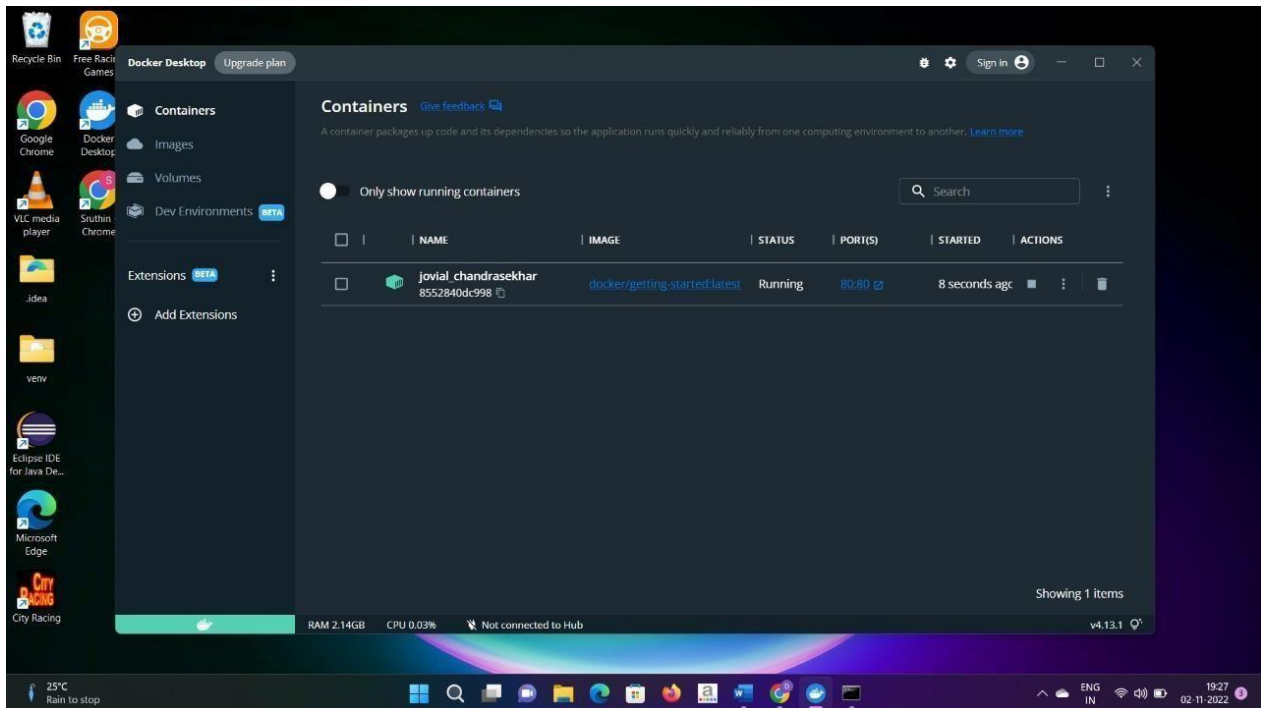 Recycle Bin
Free Racin
Games
Google
Chrome
Docker
Desktop
VLC media
player
Sruthin
Chrome
.idea
venv
Eclipse IDE
for Java De...
Microsoft
Edge
CITY
RACING
City Racing
Docker Desktop
Upgrade plan
Sign in
Containers
Images
Volumes
Dev Environments BETA
Extensions BETA
Add Extensions
Containers Give feedback
A container packages up code and its dependencies so the application runs quickly and reliably from one computing environment to another. Learn more
Only show running containers
Search
NAME IMAGE STATUS PORT(S) STARTED ACTIONS
jovial_chandrasekhar docker/getting-started:latest Running 80:80 8 seconds agc
8552840dc998
Showing 1 items
RAM 2.14GB CPU 0.03% Not connected to Hub v4.13.1
25°C
Rain to stop
ENG
IN
19:27
02-11-2022
3